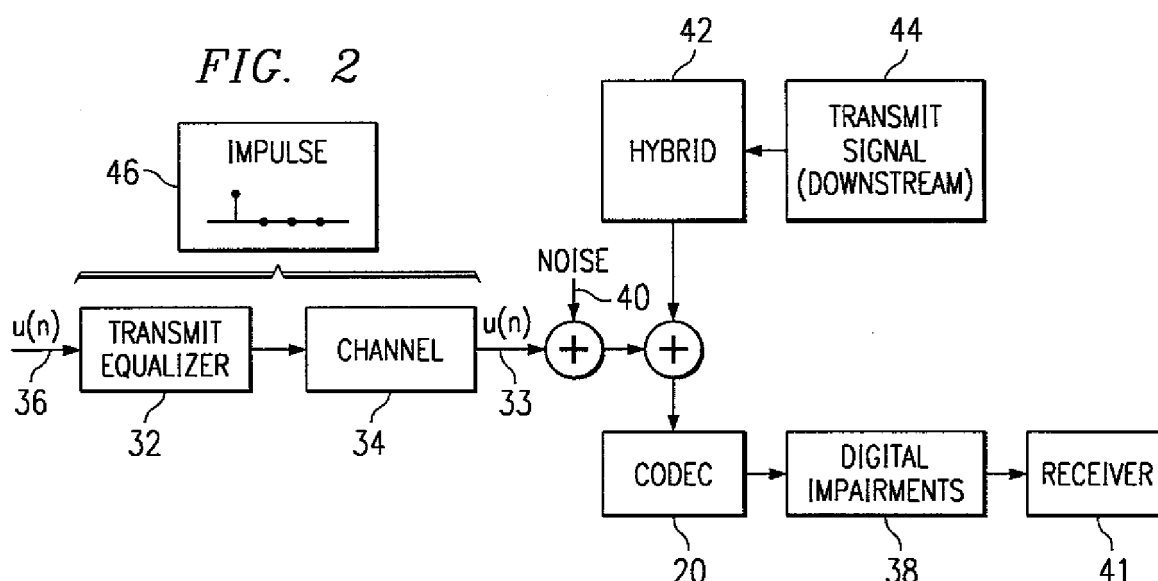 FIG. 2
42
44
46
IMPULSE
HYBRID
TRANSMIT
SIGNAL
(DOWNSTREAM)
NOISE
40
u(n)
TRANSMIT
EQUALIZER
CHANNEL
u(n)
+
+
36
32
34
33
CODEC
DIGITAL
IMPAIRMENTS
RECEIVER
20
38
41